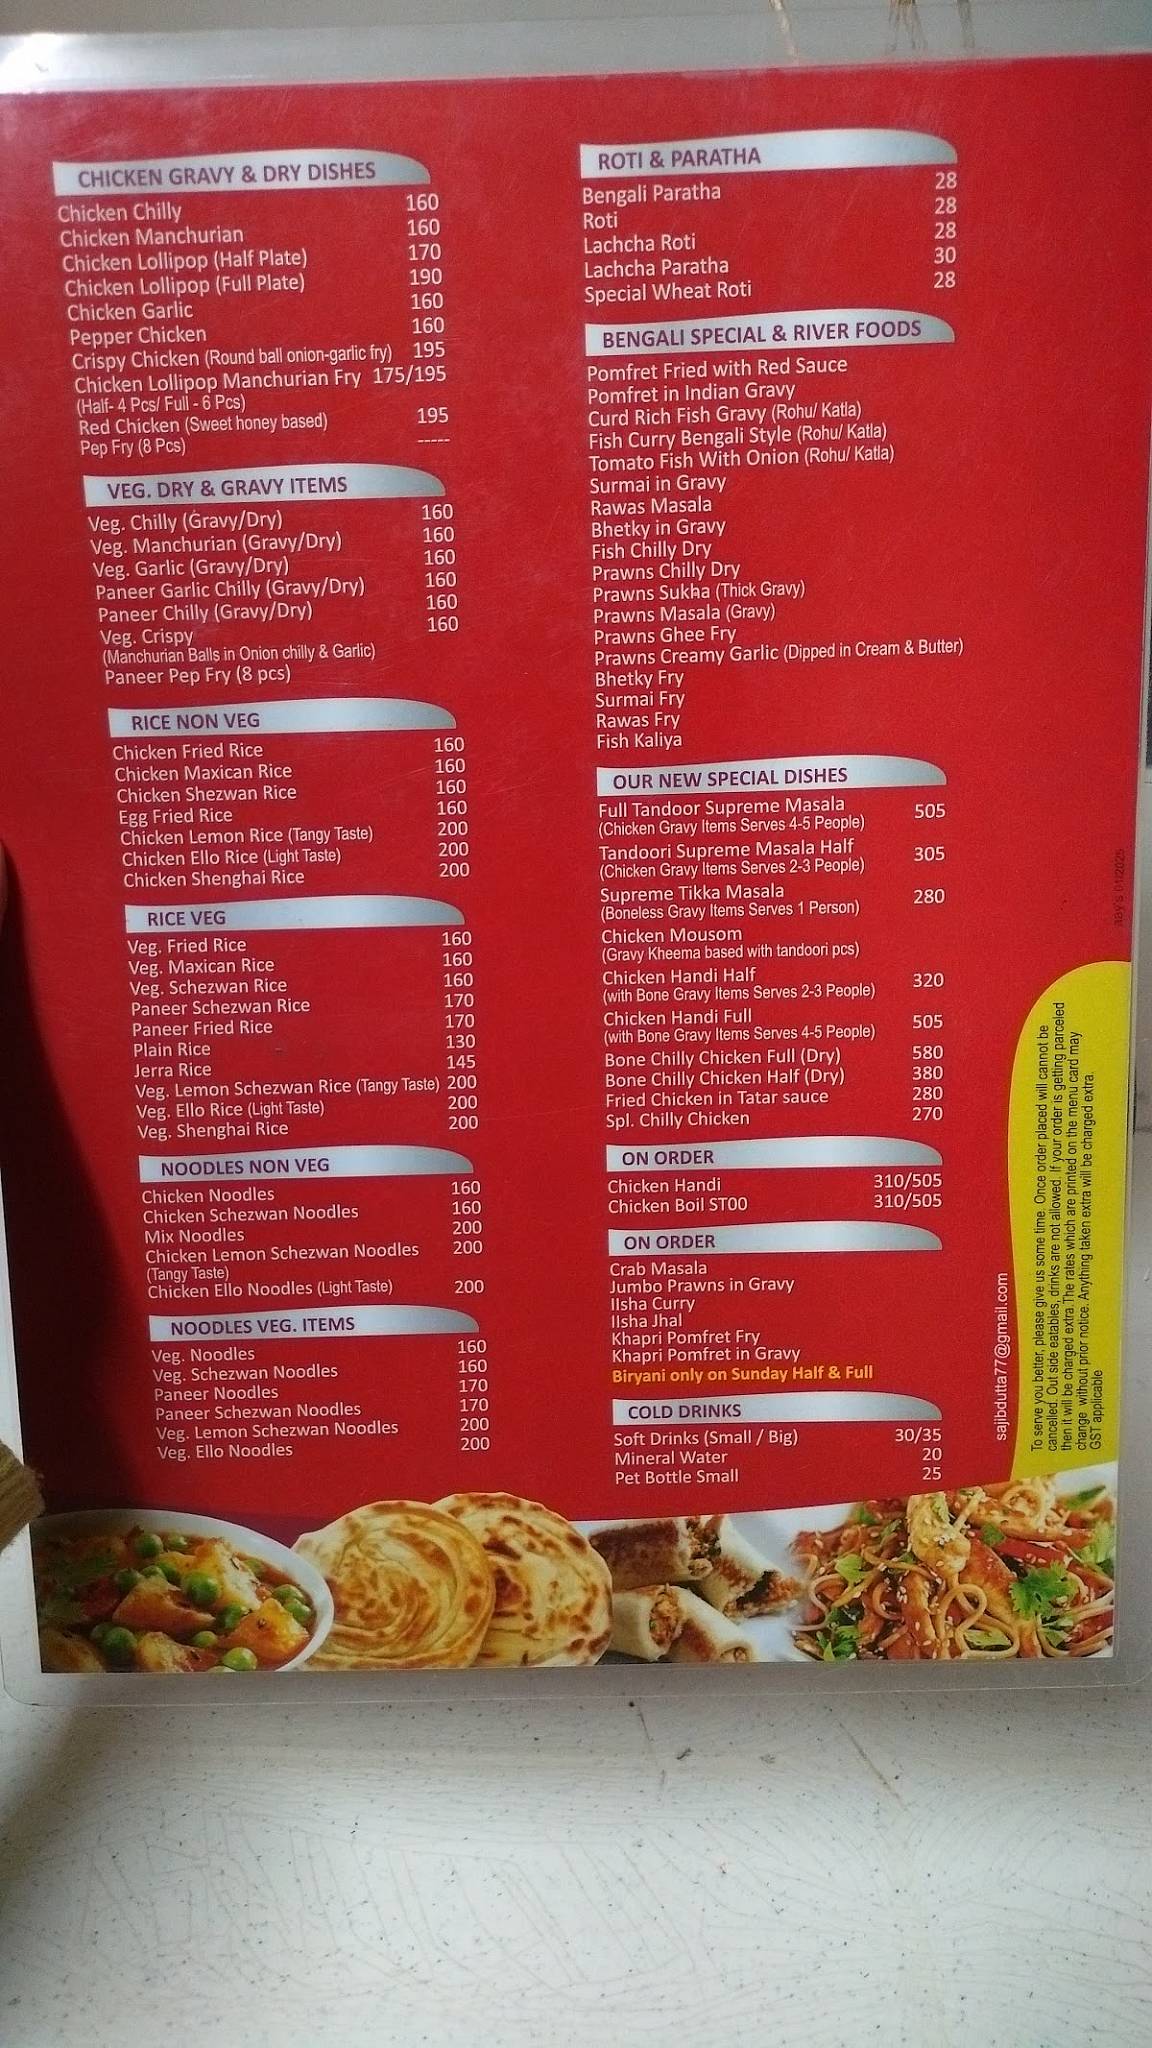 CHICKEN GRAVY & DRY DISHES
Chicken Chilly 160
Chicken Manchurian 160
Chicken Lollipop (Half Plate) 170
Chicken Lollipop (Full Plate) 190
Chicken Garlic 160
Pepper Chicken 160
Crispy Chicken (Round ball onion-garlic fry) 195
Chicken Lollipop Manchurian Fry 175/195
(Half- 4 Pcs/ Full - 6 Pcs)
Red Chicken (Sweet honey based) 195
Pep Fry (8 Pcs) -----
VEG. DRY & GRAVY ITEMS
Veg. Chilly (Gravy/Dry) 160
Veg. Manchurian (Gravy/Dry) 160
Veg. Garlic (Gravy/Dry) 160
Paneer Garlic Chilly (Gravy/Dry) 160
Paneer Chilly (Gravy/Dry) 160
Veg. Crispy 160
(Manchurian Balls in Onion chilly & Garlic)
Paneer Pep Fry (8 pcs)
RICE NON VEG
Chicken Fried Rice 160
Chicken Maxican Rice 160
Chicken Shezwan Rice 160
Egg Fried Rice 160
Chicken Lemon Rice (Tangy Taste) 200
Chicken Ello Rice (Light Taste) 200
Chicken Shenghai Rice 200
RICE VEG
Veg. Fried Rice 160
Veg. Maxican Rice 160
Veg. Schezwan Rice 160
Paneer Schezwan Rice 170
Paneer Fried Rice 170
Plain Rice 130
Jerra Rice 145
Veg. Lemon Schezwan Rice (Tangy Taste) 200
Veg. Ello Rice (Light Taste) 200
Veg. Shenghai Rice 200
NOODLES NON VEG
Chicken Noodles 160
Chicken Schezwan Noodles 160
Mix Noodles 200
Chicken Lemon Schezwan Noodles 200
(Tangy Taste)
Chicken Ello Noodles (Light Taste) 200
NOODLES VEG. ITEMS
Veg. Noodles 160
Veg. Schezwan Noodles 160
Paneer Noodles 170
Paneer Schezwan Noodles 170
Veg. Lemon Schezwan Noodles 200
Veg. Ello Noodles 200
ROTI & PARATHA
Bengali Paratha 28
Roti 28
Lachcha Roti 28
Lachcha Paratha 30
Special Wheat Roti 28
BENGALI SPECIAL & RIVER FOODS
Pomfret Fried with Red Sauce
Pomfret in Indian Gravy
Curd Rich Fish Gravy (Rohu/ Katla)
Fish Curry Bengali Style (Rohu/ Katla)
Tomato Fish With Onion (Rohu/ Katla)
Surmai in Gravy
Rawas Masala
Bhetky in Gravy
Fish Chilly Dry
Prawns Chilly Dry
Prawns Sukha (Thick Gravy)
Prawns Masala (Gravy)
Prawns Ghee Fry
Prawns Creamy Garlic (Dipped in Cream & Butter)
Bhetky Fry
Surmai Fry
Rawas Fry
Fish Kaliya
OUR NEW SPECIAL DISHES
Full Tandoor Supreme Masala 505
(Chicken Gravy Items Serves 4-5 People)
Tandoori Supreme Masala Half 305
(Chicken Gravy Items Serves 2-3 People)
Supreme Tikka Masala 280
(Boneless Gravy Items Serves 1 Person)
Chicken Mousom
(Gravy Kheema based with tandoori pcs)
Chicken Handi Half 320
(with Bone Gravy Items Serves 2-3 People)
Chicken Handi Full 505
(with Bone Gravy Items Serves 4-5 People)
Bone Chilly Chicken Full (Dry) 580
Bone Chilly Chicken Half (Dry) 380
Fried Chicken in Tatar sauce 280
Spl. Chilly Chicken 270
ON ORDER
Chicken Handi 310/505
Chicken Boil ST00 310/505
ON ORDER
Crab Masala
Jumbo Prawns in Gravy
Ilsha Curry
Ilsha Jhal
Khapri Pomfret Fry
Khapri Pomfret in Gravy
Biryani only on Sunday Half & Full
COLD DRINKS
Soft Drinks (Small / Big) 30/35
Mineral Water 20
Pet Bottle Small 25
sajibdutta77@gmail.com
To serve you better, please give us some time. Once order placed will cannot be
cancelled. Out side eatables, drinks are not allowed. If your order is getting parceled
then it will be charged extra.The rates which are printed on the menu card may
change without prior notice. Anything taken extra will be charged extra.
GST applicable
01/2025